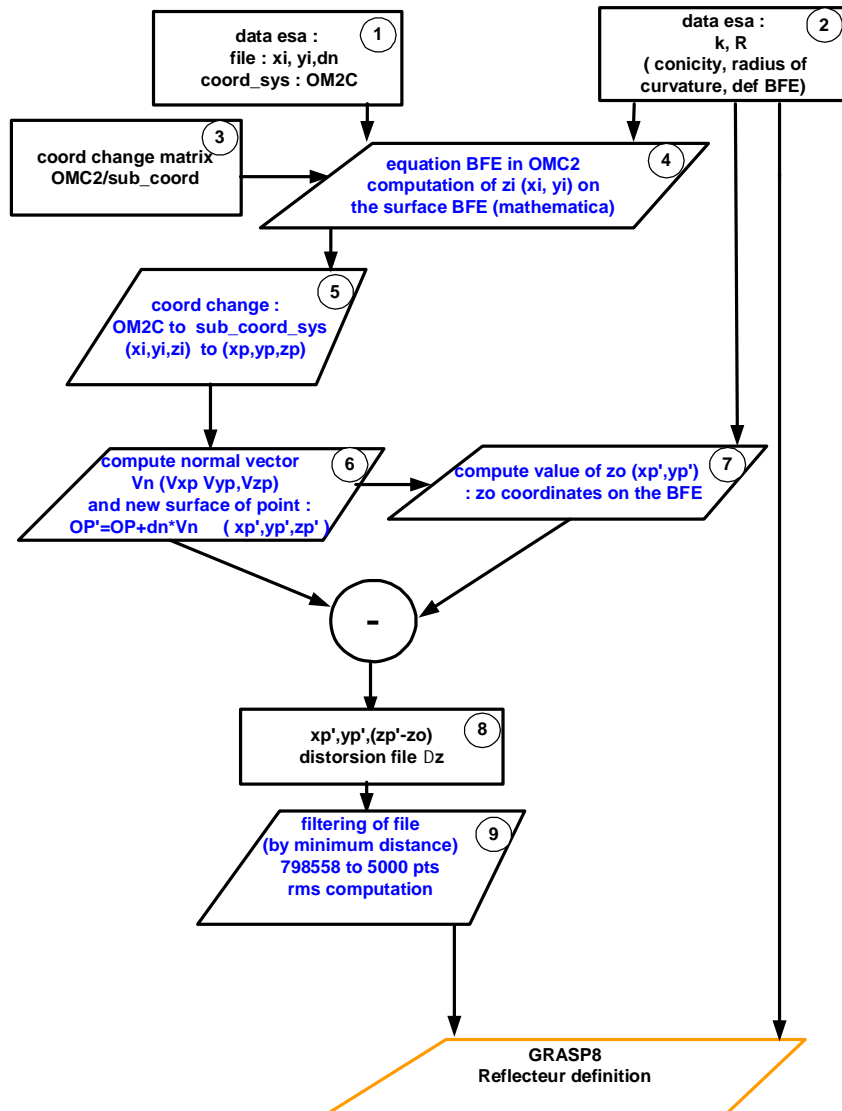 data esa :
file : xi, yi,dn
coord_sys : OM2C
1
data esa :
k, R
( conicity, radius of
curvature, def BFE)
2
3
coord change matrix
OMC2/sub_coord
equation BFE in OMC2
computation of zi (xi, yi) on
the surface BFE (mathematica)
4
5
coord change :
OM2C to sub_coord_sys
(xi,yi,zi) to (xp,yp,zp)
compute normal vector
Vn (Vxp Vyp,Vzp)
and new surface of point :
OP'=OP+dn*Vn ( xp',yp',zp' )
6
compute value of zo (xp',yp')
: zo coordinates on the BFE
7
-
xp',yp',(zp'-zo)
distorsion file Dz
8
filtering of file
(by minimum distance)
798558 to 5000 pts
rms computation
9
GRASP8
Reflecteur definition